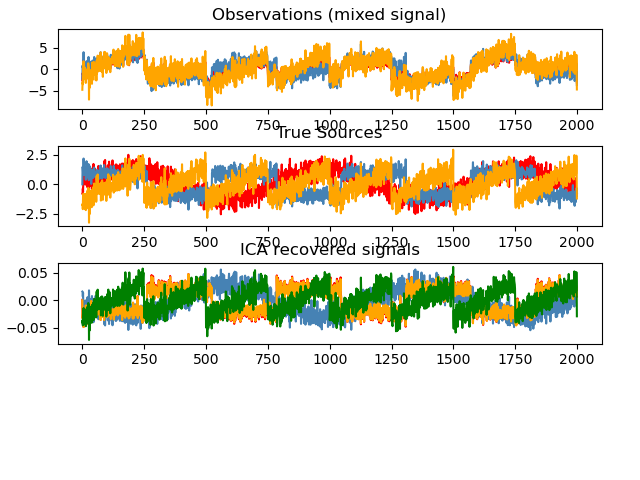 Observations (mixed signal)
5
0
−5
0 250 500 750 1000 1250 1500 1750 2000
True Sources
2.5
0.0
−2.5
0 250 500 750 1000 1250 1500 1750 2000
ICA recovered signals
0.05
0.00
−0.05
0 250 500 750 1000 1250 1500 1750 2000